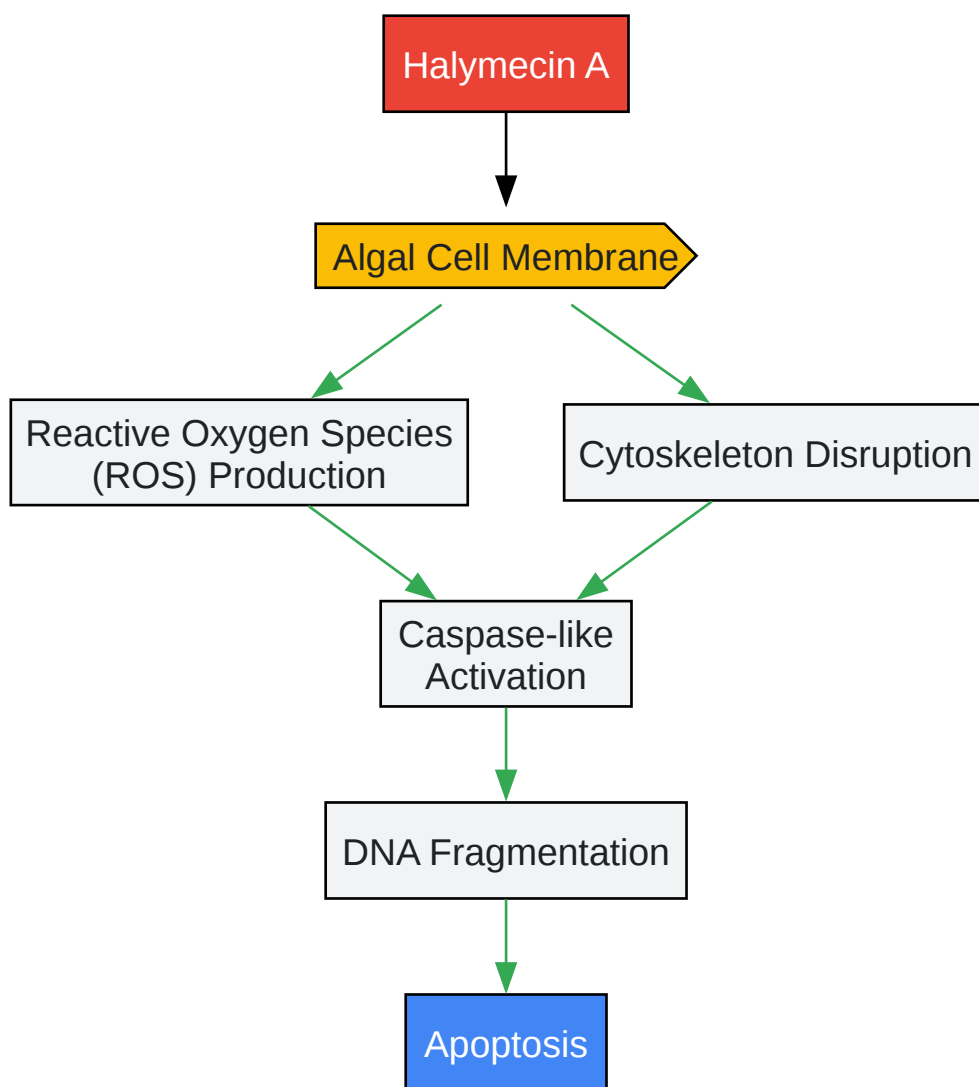 Halymecin A
Algal Cell Membrane
Reactive Oxygen Species
(ROS) Production
Cytoskeleton Disruption
Caspase-like
Activation
DNA Fragmentation
Apoptosis